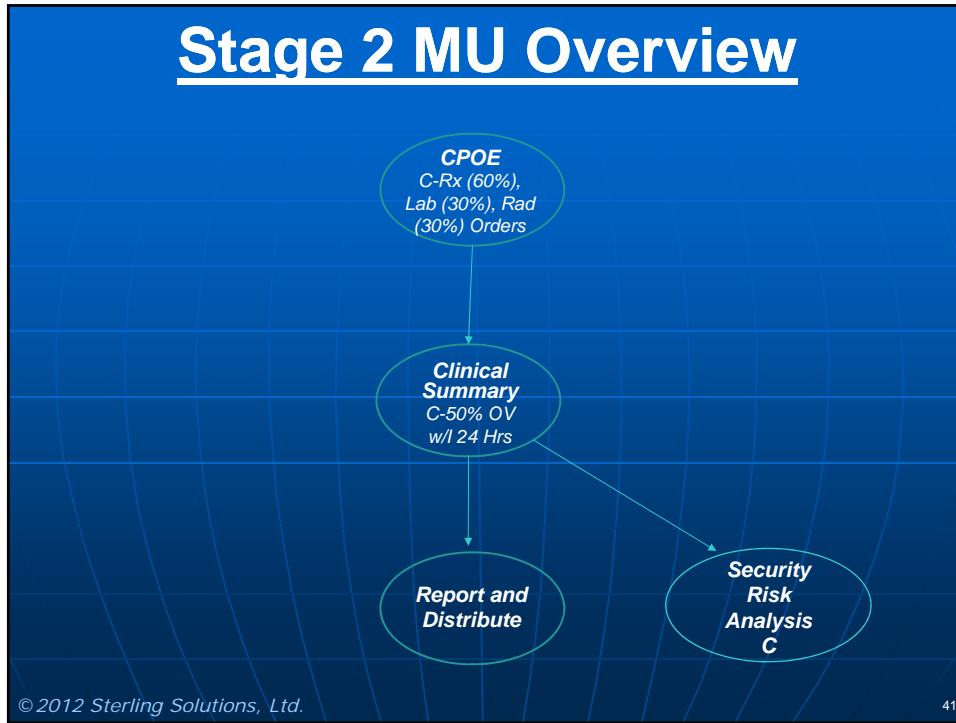 Stage 2 MU Overview
CPOE
C-Rx (60%),
Lab (30%), Rad
(30%) Orders
Clinical
Summary
C-50% OV
w/I 24 Hrs
Report and
Distribute
Security
Risk
Analysis
C
© 2012 Sterling Solutions, Ltd.
41